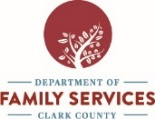 DEPARTMENT OF
FAMILY SERVICES
CLARK COUNTY